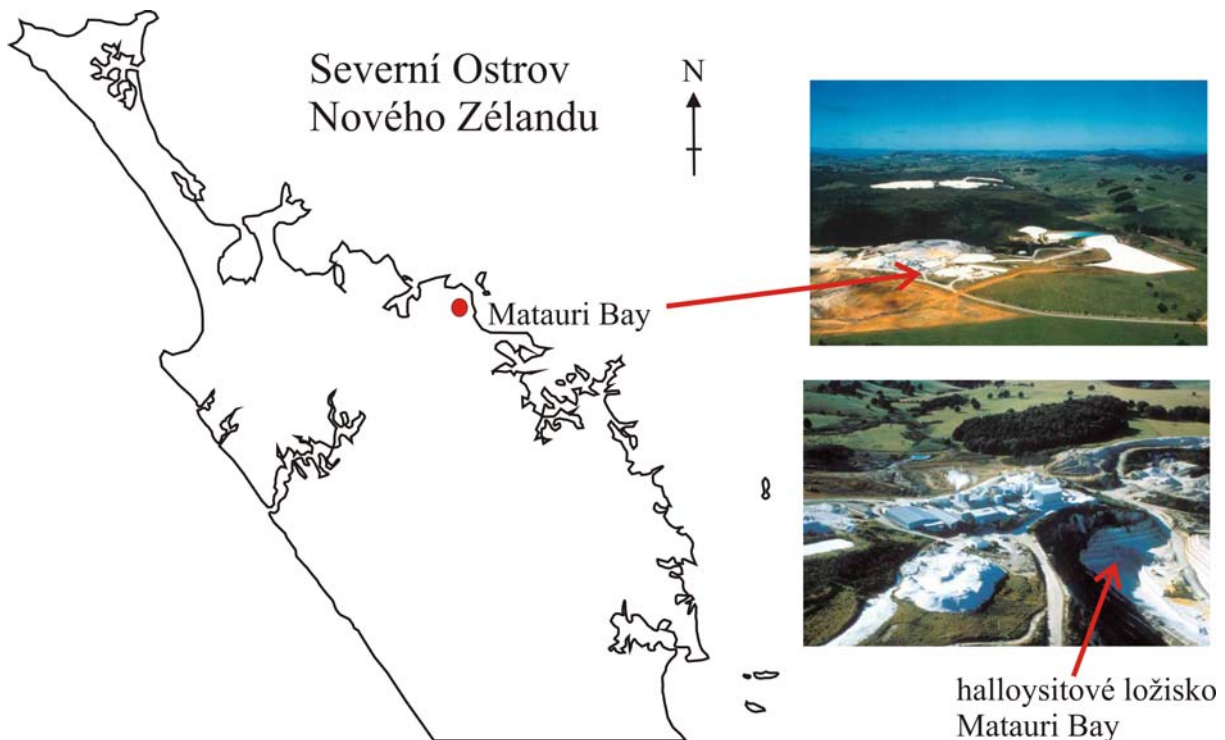 Severní Ostrov
Nového Zélandu
N
Matauri Bay
halloysitové ložisko
Matauri Bay